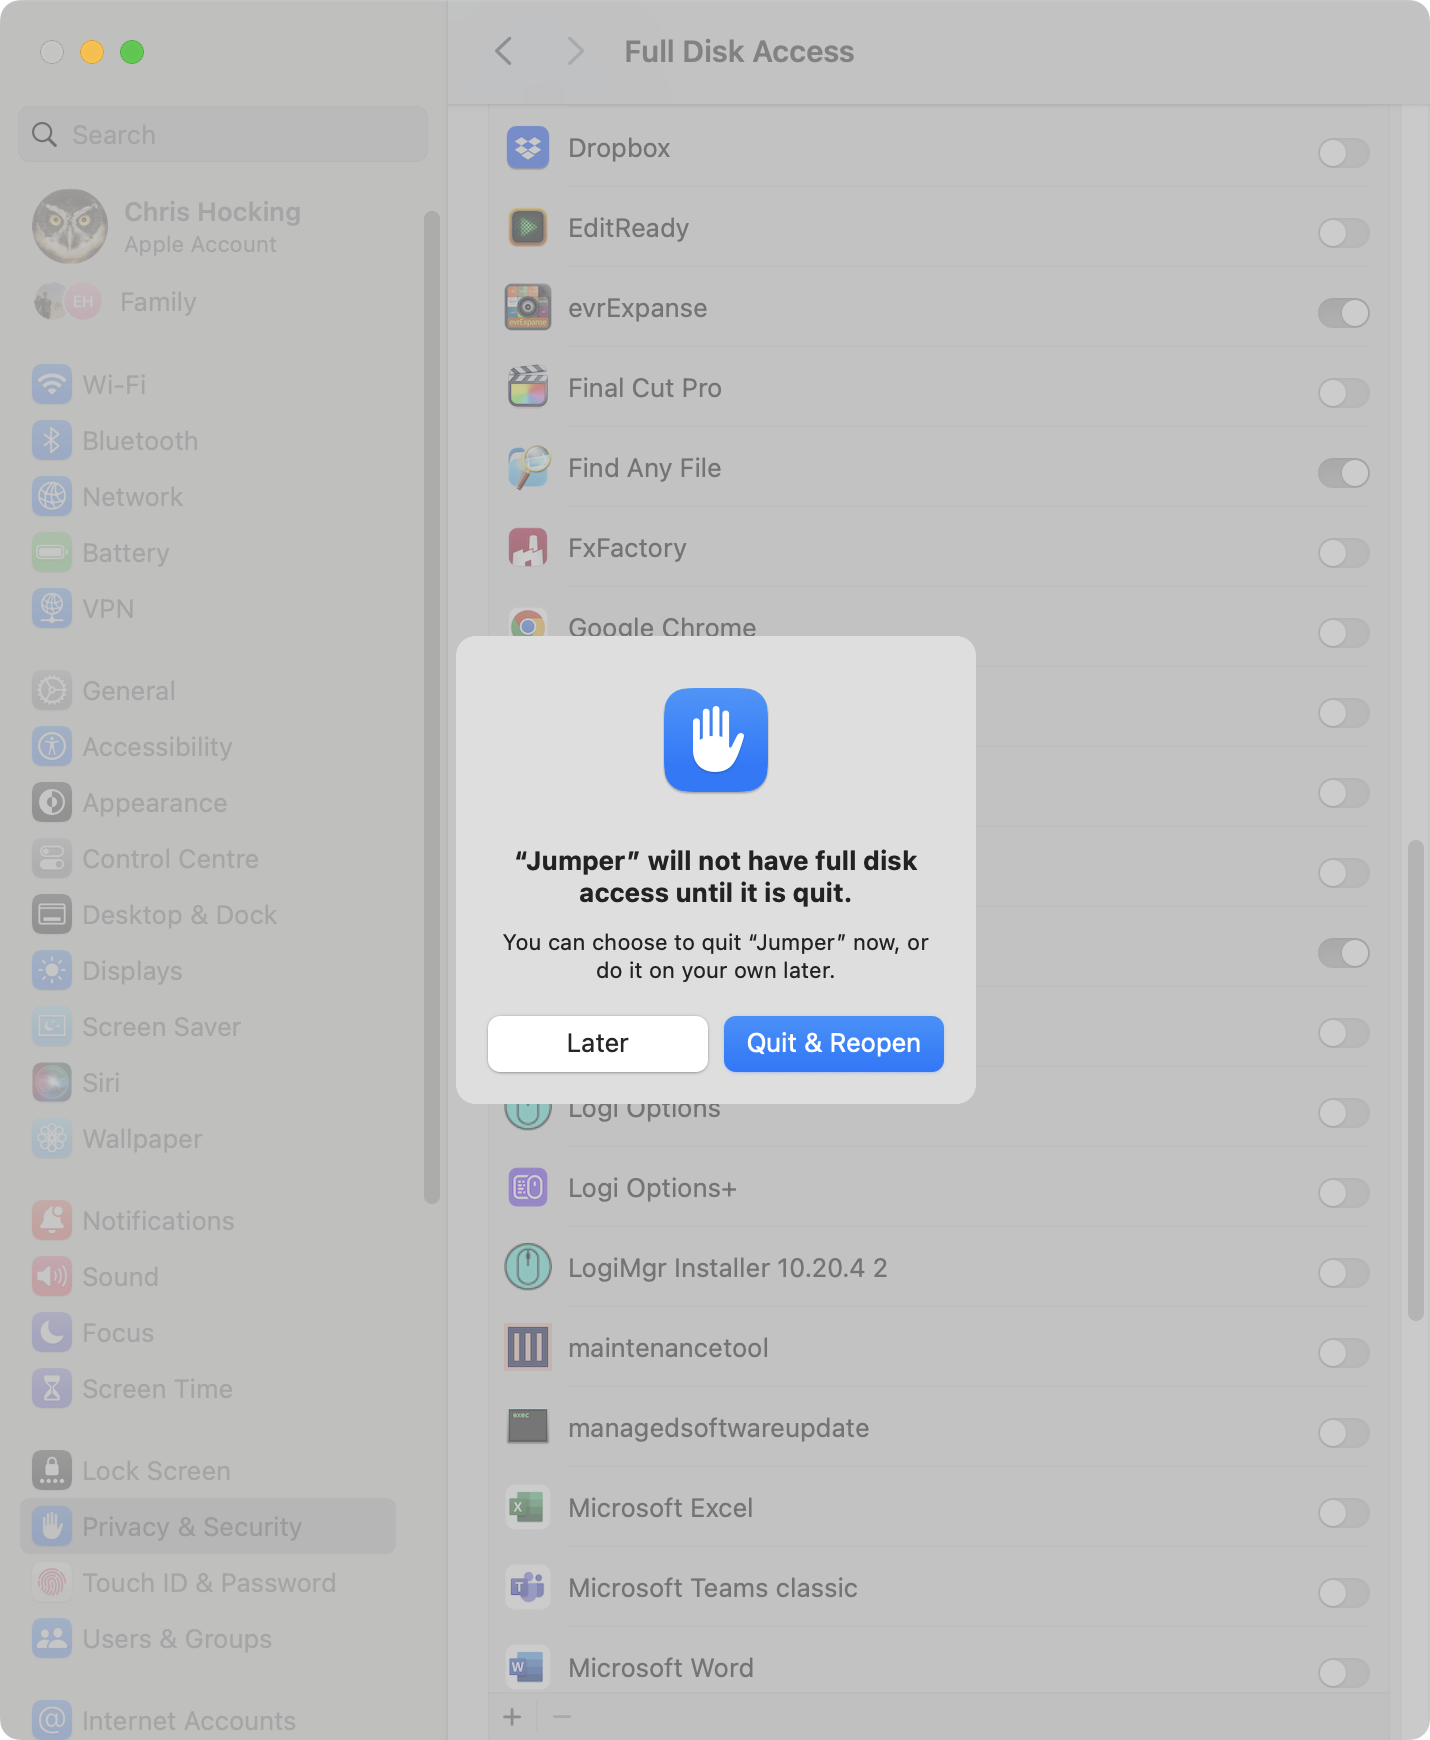 Full Disk Access
Search
Chris Hocking
Apple Account
EH
Family
Wi-Fi
Bluetooth
Network
Battery
VPN
General
Accessibility
Appearance
Control Centre
Desktop & Dock
Displays
Screen Saver
Siri
Wallpaper
Notifications
Sound
Focus
Screen Time
Lock Screen
Privacy & Security
Touch ID & Password
Users & Groups
Internet Accounts
Dropbox
EditReady
evrExpanse
evrExpanse
Final Cut Pro
Find Any File
FxFactory
Google Chrome
“Jumper” will not have full disk
access until it is quit.
You can choose to quit “Jumper” now, or
do it on your own later.
Later
Quit & Reopen
Logi Options
Logi Options+
LogiMgr Installer 10.20.4 2
maintenancetool
exec
managedsoftwareupdate
X
Microsoft Excel
T
Microsoft Teams classic
W
Microsoft Word